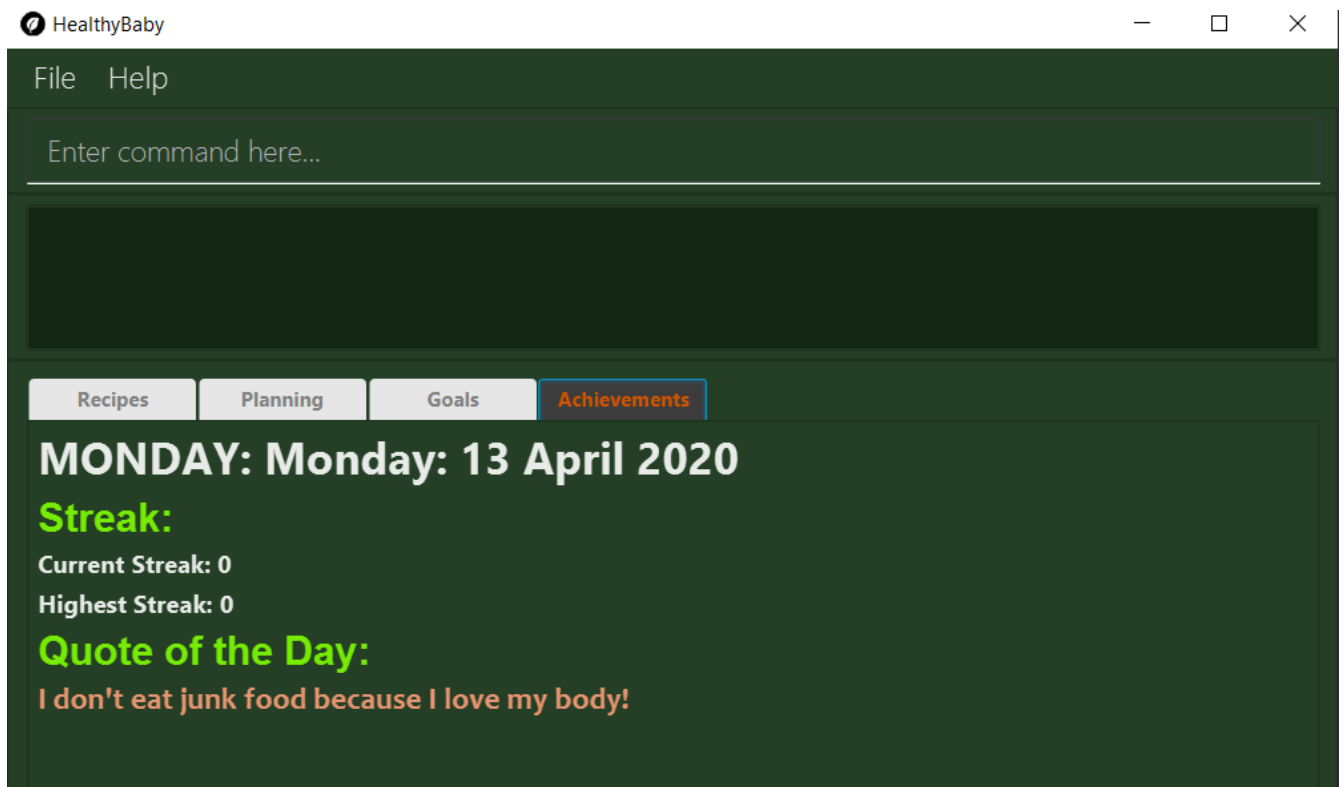 HealthyBaby
File Help
Enter command here...
Recipes Planning Goals Achievements
MONDAY: Monday: 13 April 2020
Streak:
Current Streak: 0
Highest Streak: 0
Quote of the Day:
I don't eat junk food because I love my body!